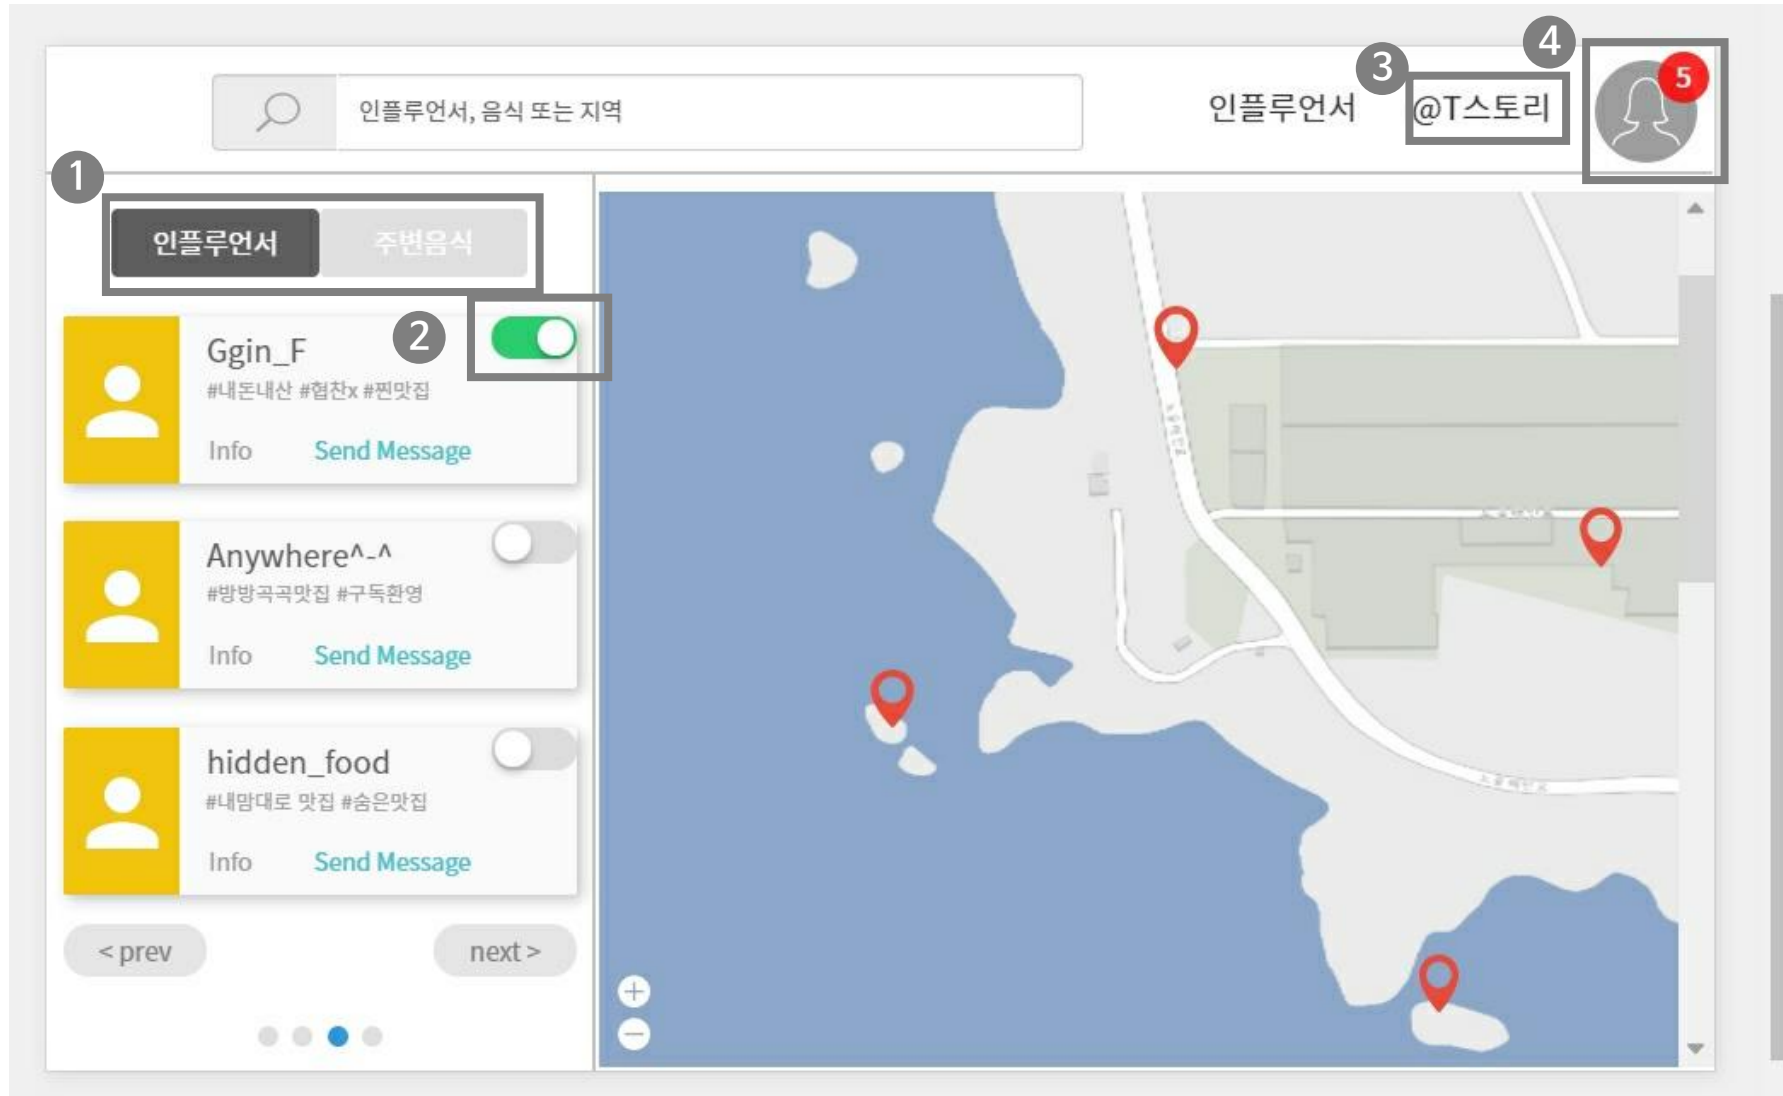 4
3
5
인플루언서, 음식 또는 지역
인플루언서
@T스토리
1
인플루언서 주변음식
2
Ggin_F
#내돈내산 #협찬x #찐맛집
Info Send Message
Anywhere^-^
#방방곡곡맛집 #구독환영
Info Send Message
hidden_food
#내맘대로 맛집 #숨은맛집
Info Send Message
< prev next >